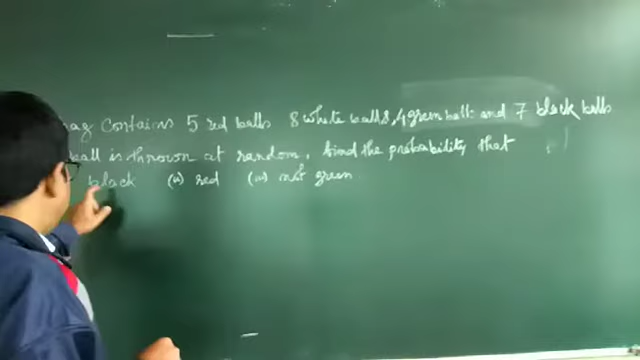 bag contains 5 red balls 8 white balls, 4 green balls and 7 black balls
ball is thrown at random, find the probability that
black (ii) red (iii) not green